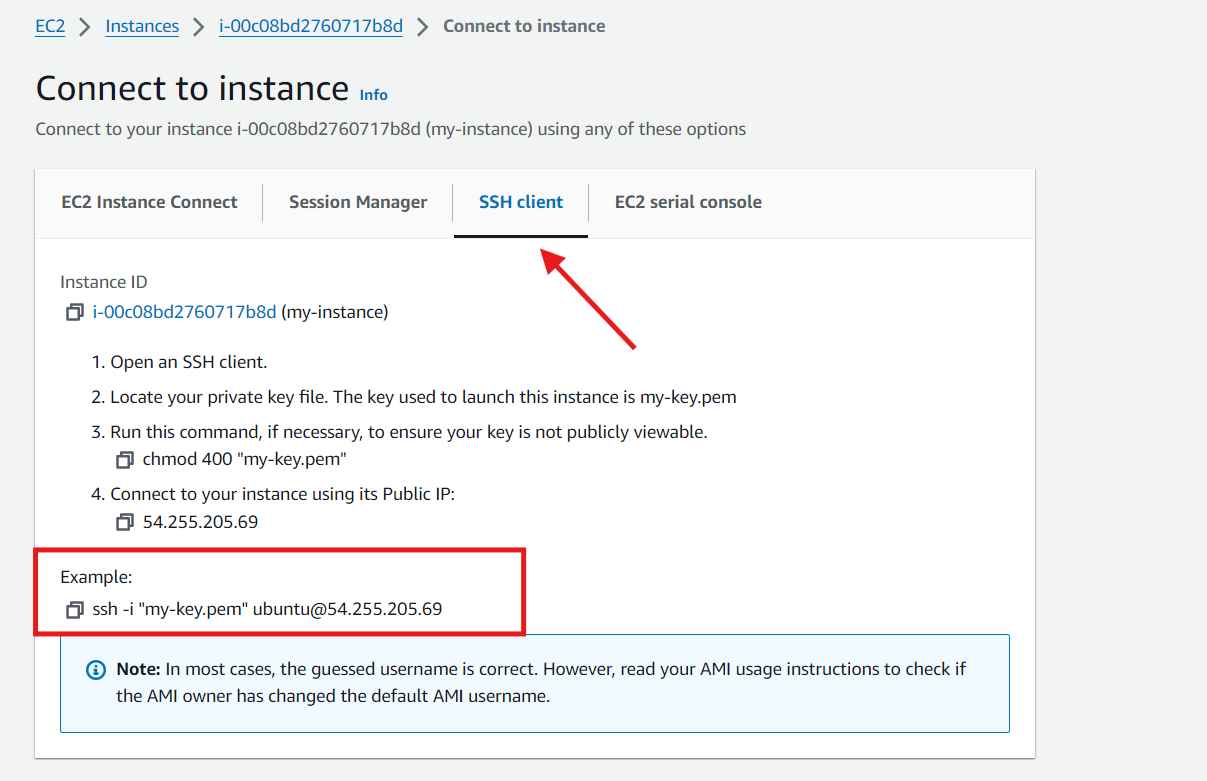 EC2 > Instances > i-00c08bd2760717b8d > Connect to instance
Connect to instance Info
Connect to your instance i-00c08bd2760717b8d (my-instance) using any of these options
EC2 Instance Connect Session Manager SSH client EC2 serial console
Instance ID
i-00c08bd2760717b8d (my-instance)
1. Open an SSH client.
2. Locate your private key file. The key used to launch this instance is my-key.pem
3. Run this command, if necessary, to ensure your key is not publicly viewable.
chmod 400 "my-key.pem"
4. Connect to your instance using its Public IP:
54.255.205.69
Example:
ssh -i "my-key.pem" ubuntu@54.255.205.69
Note: In most cases, the guessed username is correct. However, read your AMI usage instructions to check if
the AMI owner has changed the default AMI username.